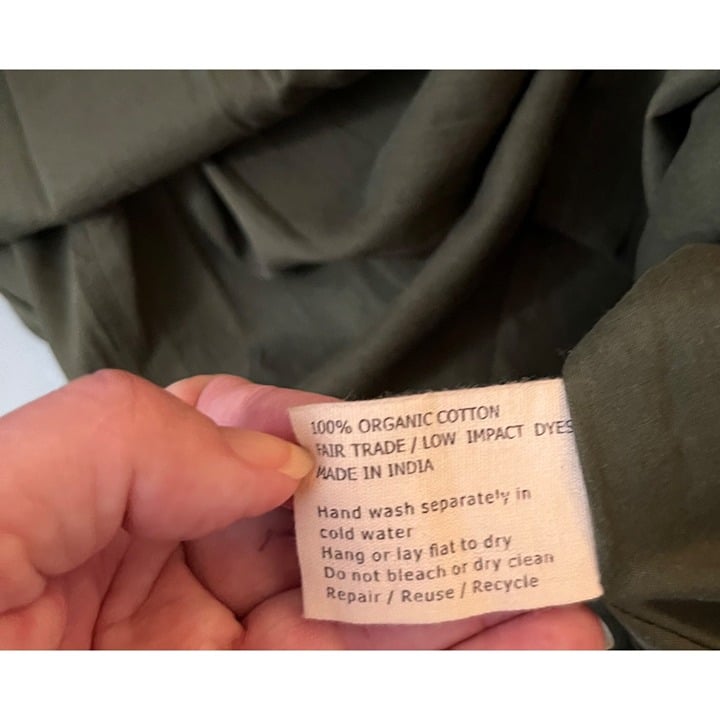 100% ORGANIC COTTON
FAIR TRADE / LOW IMPACT DYES
MADE IN INDIA
Hand wash separately in
cold water
Hang or lay flat to dry
Do not bleach or dry clean
Repair / Reuse / Recycle